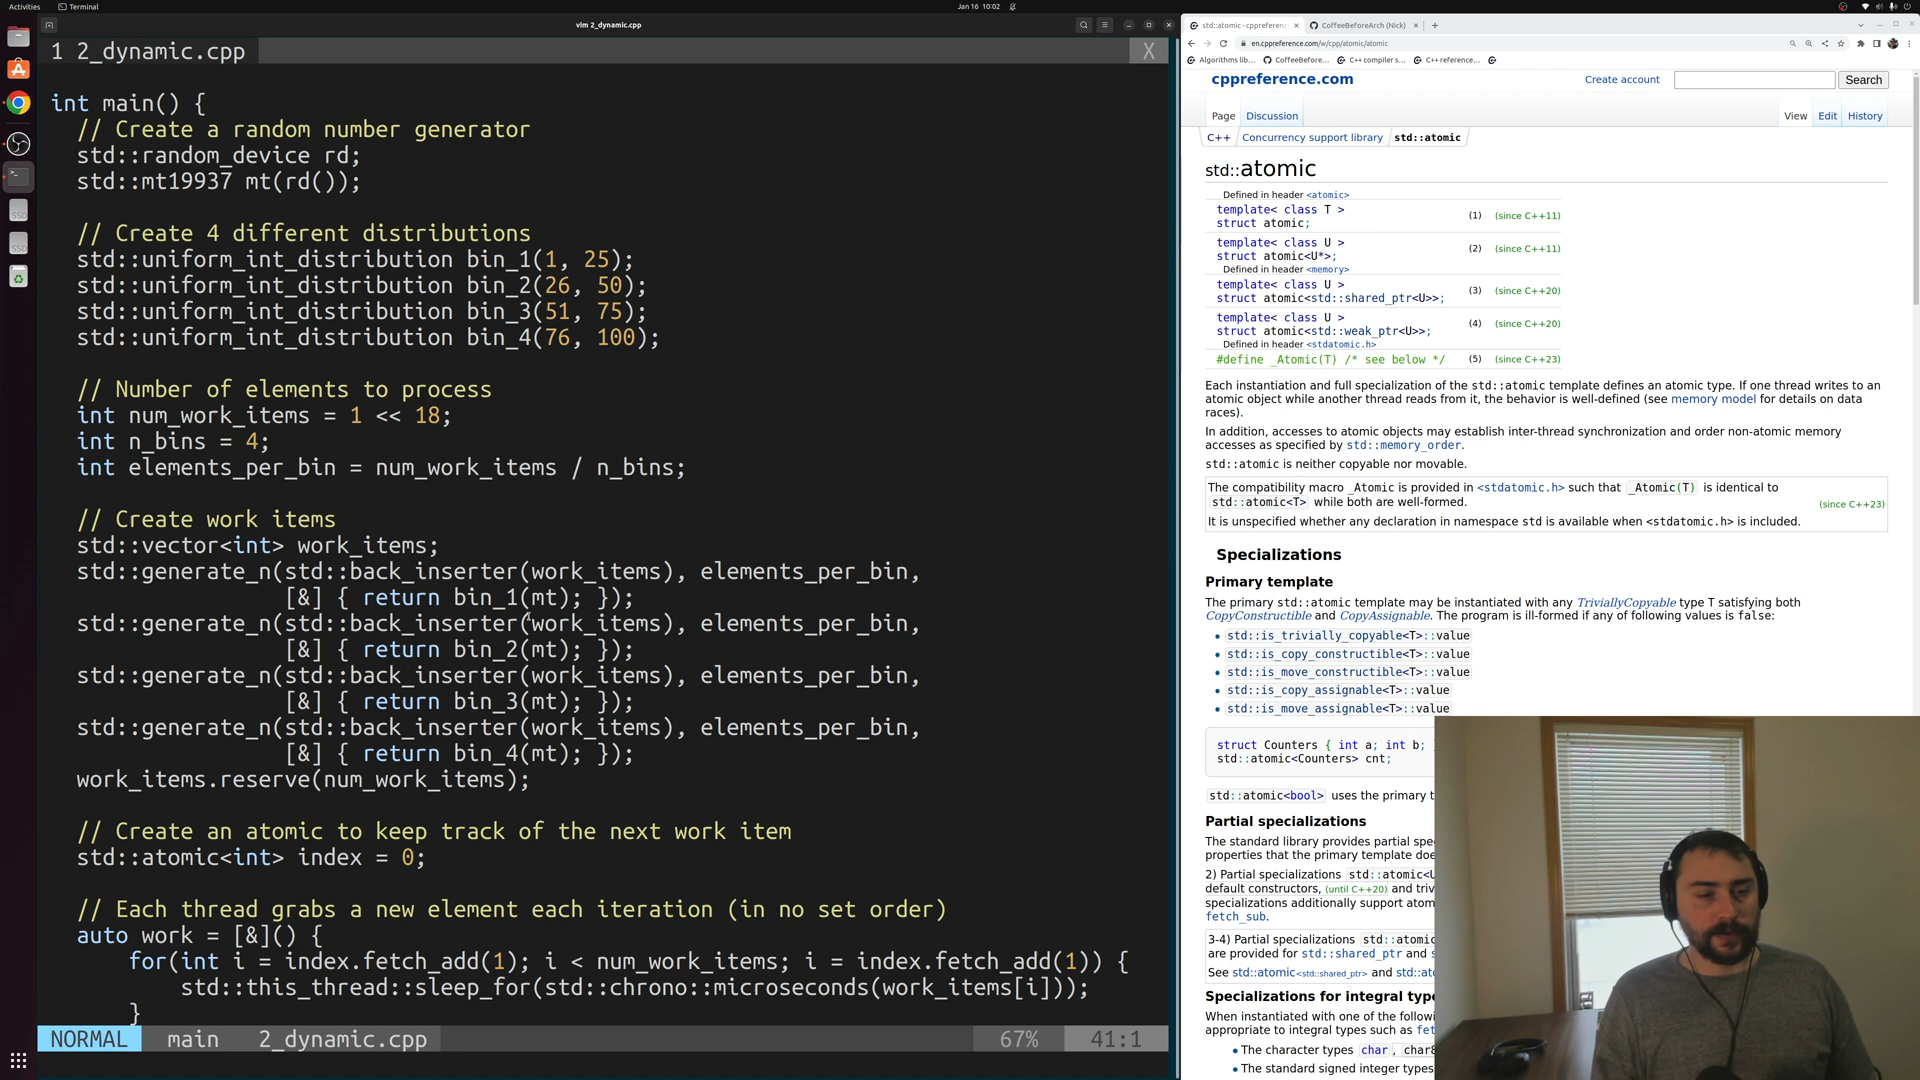 Activities
Terminal
Jan 16 10:02
vim 2_dynamic.cpp
1 2_dynamic.cpp
X
int main() {
// Create a random number generator
std::random_device rd;
std::mt19937 mt(rd());
// Create 4 different distributions
std::uniform_int_distribution bin_1(1, 25);
std::uniform_int_distribution bin_2(26, 50);
std::uniform_int_distribution bin_3(51, 75);
std::uniform_int_distribution bin_4(76, 100);
// Number of elements to process
int num_work_items = 1 << 18;
int n_bins = 4;
int elements_per_bin = num_work_items / n_bins;
// Create work items
std::vector<int> work_items;
std::generate_n(std::back_inserter(work_items), elements_per_bin,
[&] { return bin_1(mt); });
std::generate_n(std::back_inserter(work_items), elements_per_bin,
[&] { return bin_2(mt); });
std::generate_n(std::back_inserter(work_items), elements_per_bin,
[&] { return bin_3(mt); });
std::generate_n(std::back_inserter(work_items), elements_per_bin,
[&] { return bin_4(mt); });
work_items.reserve(num_work_items);
// Create an atomic to keep track of the next work item
std::atomic<int> index = 0;
// Each thread grabs a new element each iteration (in no set order)
auto work = [&]() {
for(int i = index.fetch_add(1); i < num_work_items; i = index.fetch_add(1)) {
std::this_thread::sleep_for(std::chrono::microseconds(work_items[i]));
}
NORMAL main 2_dynamic.cpp 67% 41:1
std::atomic - cppreferenc
CoffeeBeforeArch (Nick)
en.cppreference.com/w/cpp/atomic/atomic
Algorithms lib...
CoffeeBefore...
C++ compiler s...
C++ reference...
cppreference.com
Create account
Search
Page Discussion
View Edit History
C++ Concurrency support library std::atomic
std::atomic
Defined in header <atomic>
template< class T >
struct atomic;
(1) (since C++11)
template< class U >
struct atomic<U*>;
(2) (since C++11)
Defined in header <memory>
template< class U >
struct atomic<std::shared_ptr<U>>;
(3) (since C++20)
template< class U >
struct atomic<std::weak_ptr<U>>;
(4) (since C++20)
Defined in header <stdatomic.h>
#define _Atomic(T) /* see below */ (5) (since C++23)
Each instantiation and full specialization of the std::atomic template defines an atomic type. If one thread writes to an
atomic object while another thread reads from it, the behavior is well-defined (see memory model for details on data
races).
In addition, accesses to atomic objects may establish inter-thread synchronization and order non-atomic memory
accesses as specified by std::memory_order.
std::atomic is neither copyable nor movable.
The compatibility macro _Atomic is provided in <stdatomic.h> such that _Atomic(T) is identical to
std::atomic<T> while both are well-formed.
(since C++23)
It is unspecified whether any declaration in namespace std is available when <stdatomic.h> is included.
Specializations
Primary template
The primary std::atomic template may be instantiated with any TriviallyCopyable type T satisfying both
CopyConstructible and CopyAssignable. The program is ill-formed if any of following values is false:
std::is_trivially_copyable<T>::value
std::is_copy_constructible<T>::value
std::is_move_constructible<T>::value
std::is_copy_assignable<T>::value
std::is_move_assignable<T>::value
struct Counters { int a; int b;
std::atomic<Counters> cnt;
std::atomic<bool> uses the primary t
Partial specializations
The standard library provides partial spec
properties that the primary template doe
2) Partial specializations std::atomic<U
default constructors, (until C++20) and triv
specializations additionally support atom
fetch_sub.
3-4) Partial specializations std::atomic
are provided for std::shared_ptr and s
See std::atomic<std::shared_ptr> and std::ato
Specializations for integral type
When instantiated with one of the followi
appropriate to integral types such as fet
The character types char, char8
The standard signed integer types